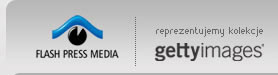 FLASH PRESS MEDIA
reprezentujemy kolekcje
gettyimages®